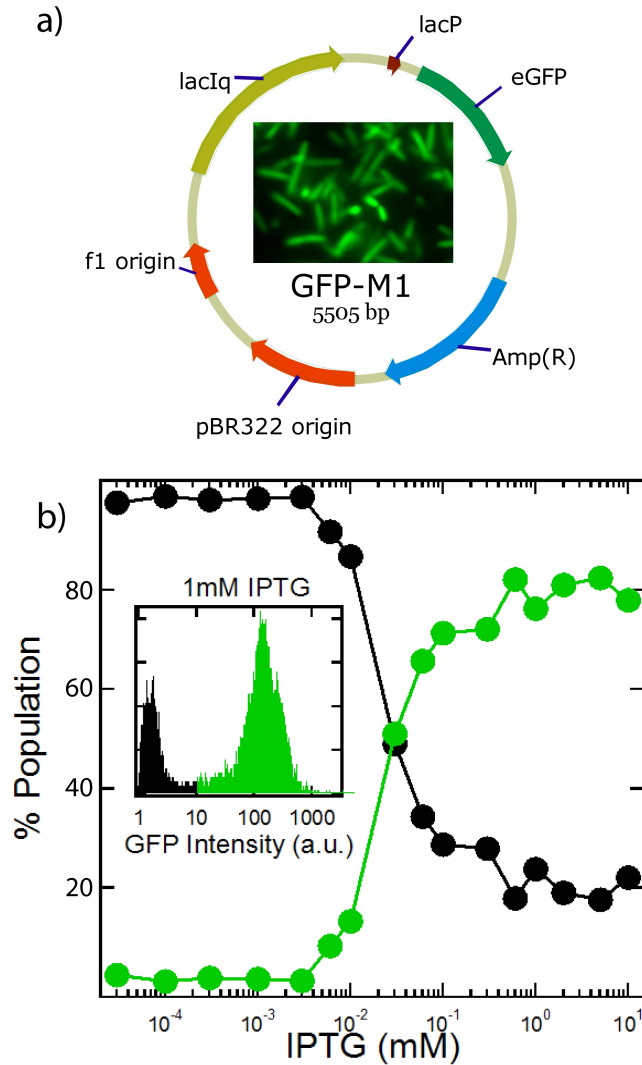 a)
lacP
lacIq
eGFP
GFP-M1
5505 bp
f1 origin
Amp(R)
pBR322 origin
b)
1mM IPTG
80
60
40
20
% Population
1 10 100 1000
GFP Intensity (a.u.)
10⁻⁴ 10⁻³ 10⁻² 10⁻¹ 10⁰ 10¹
IPTG (mM)